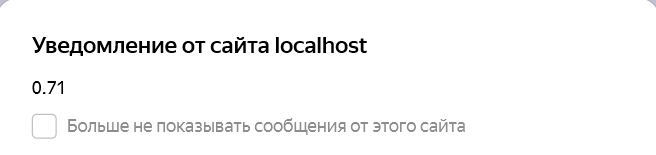 Уведомление от сайта localhost
0.71
Больше не показывать сообщения от этого сайта